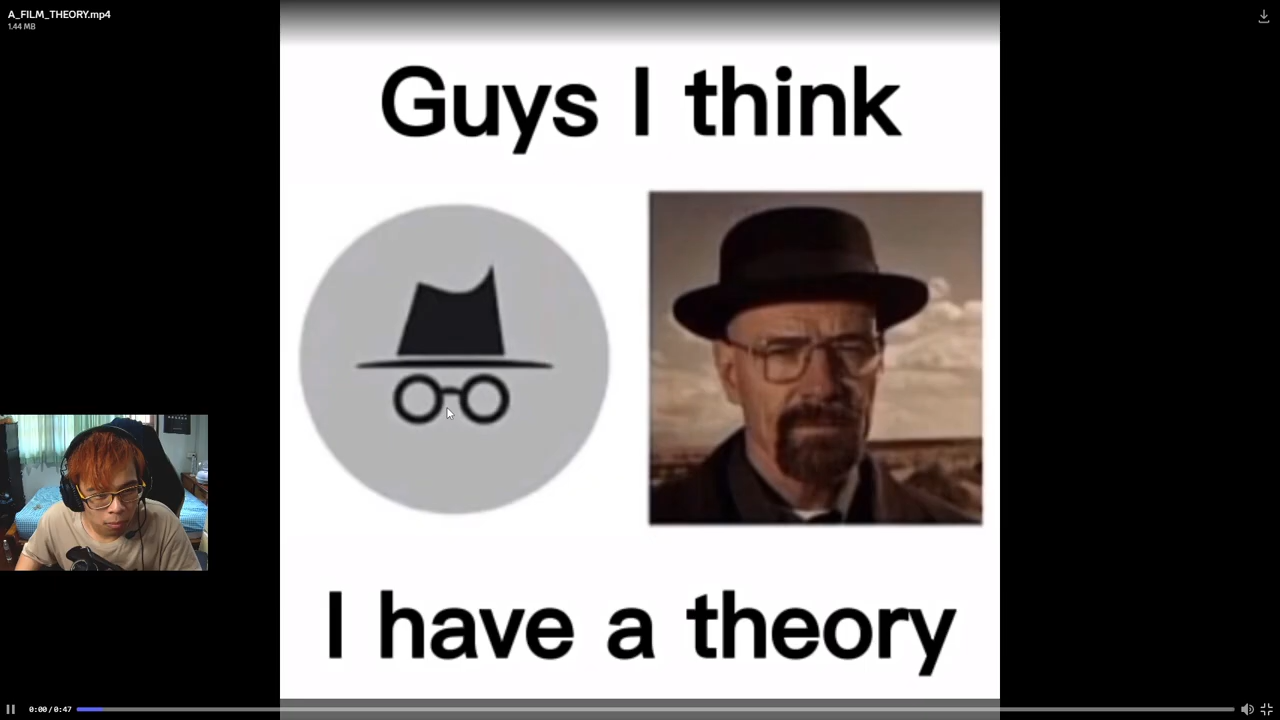 A_FILM_THEORY.mp4
1.44 MB
Guys I think
I have a theory
0:00/0:47